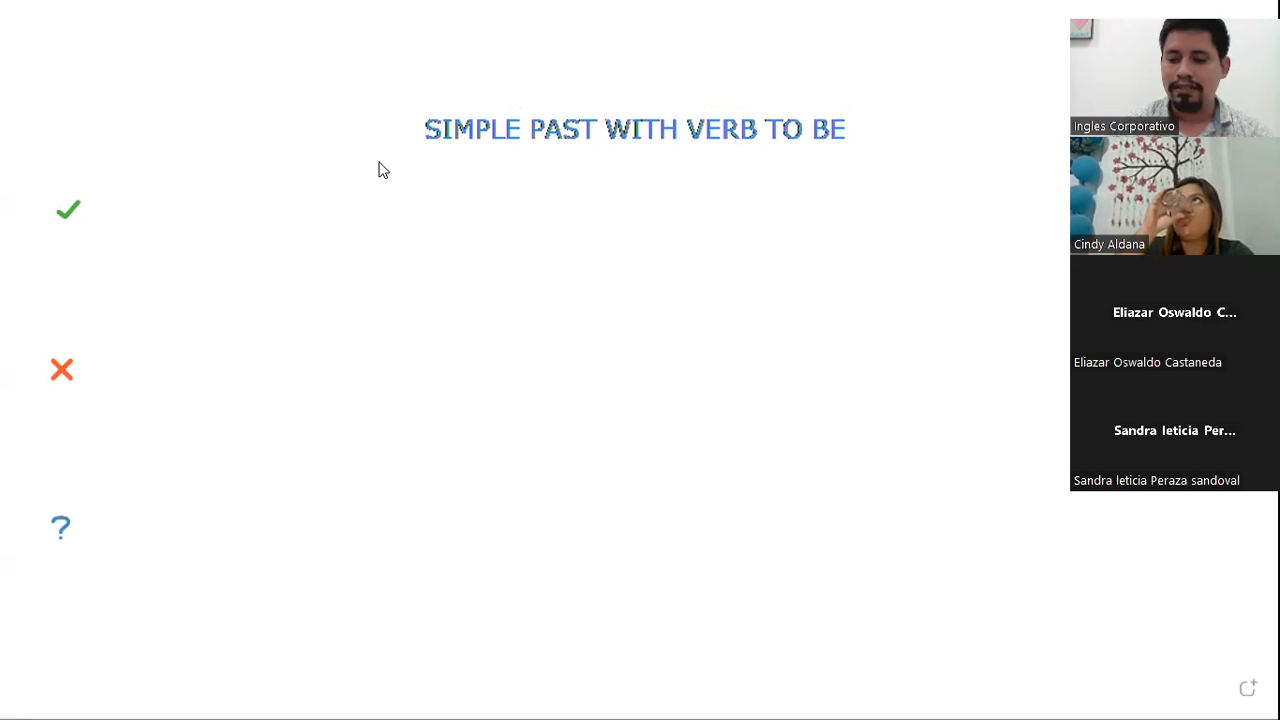 SIMPLE PAST WITH VERB TO BE
Ingles Corporativo
Cindy Aldana
Eliazar Oswaldo C...
Eliazar Oswaldo Castaneda
Sandra leticia Per...
Sandra leticia Peraza sandoval
?